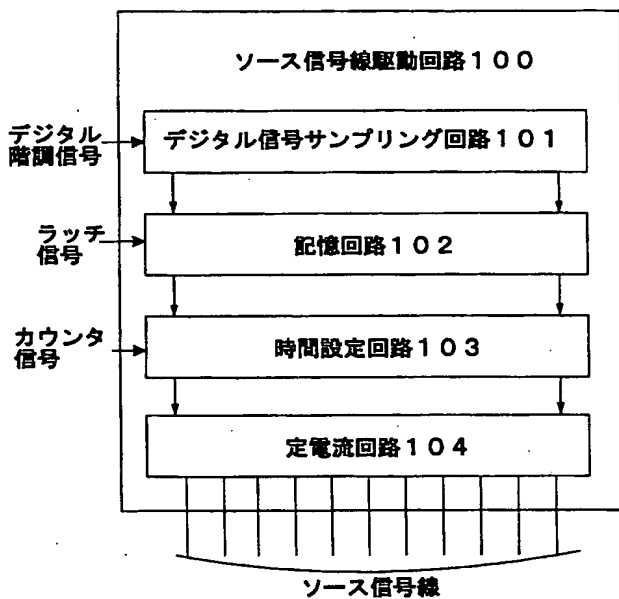 ソース信号線駆動回路100
デジタル
階調信号
デジタル信号サンプリング回路101
ラッチ
信号
記憶回路102
カウンタ
信号
時間設定回路103
定電流回路104
ソース信号線